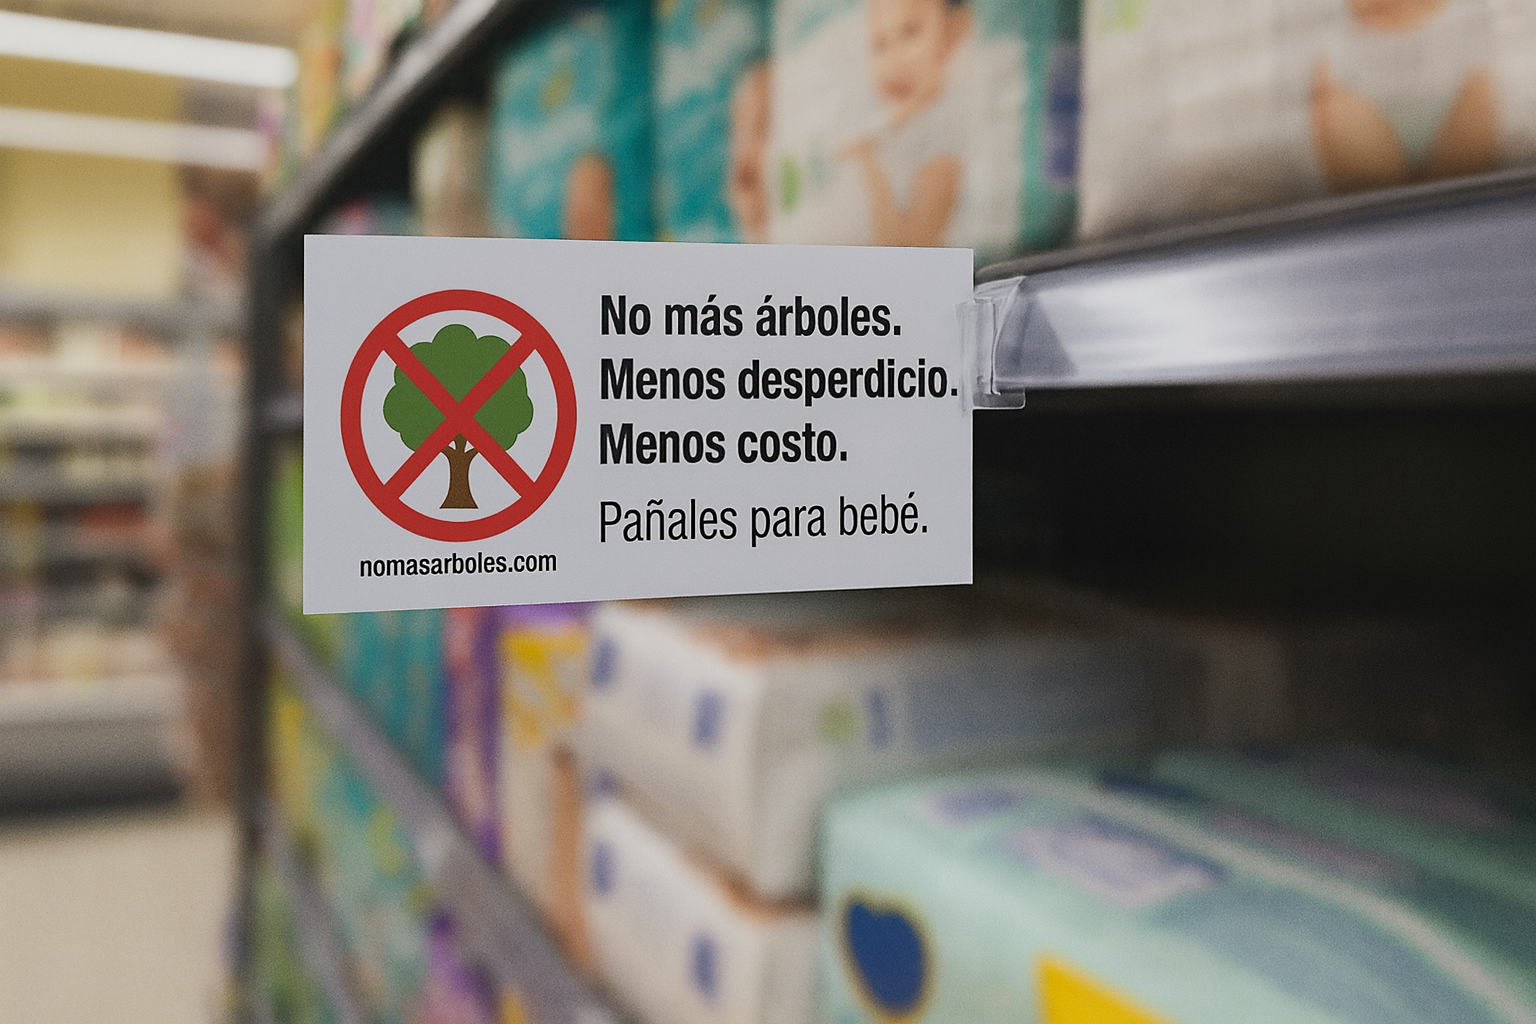 No más árboles.
Menos desperdicio.
Menos costo.
Pañales para bebé.
nomasarboles.com